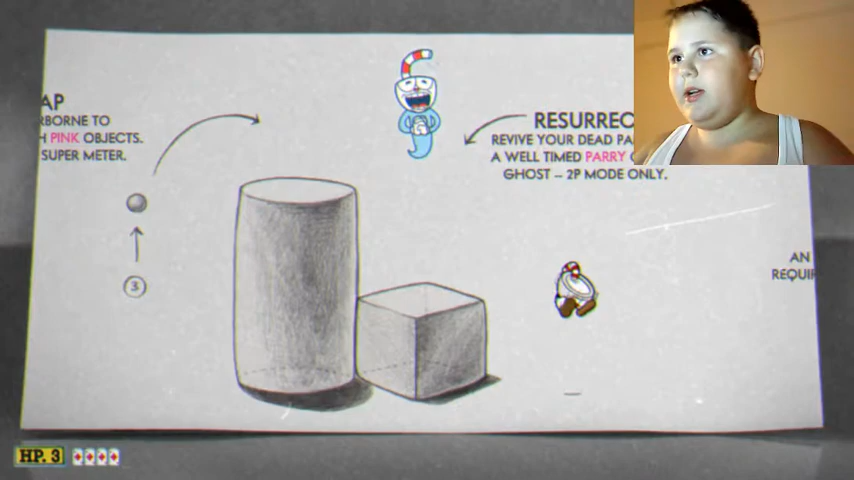 AP
RBORNE TO
H PINK OBJECTS.
SUPER METER.
3
RESURREC
REVIVE YOUR DEAD PA
A WELL TIMED PARRY
GHOST – 2P MODE ONLY.
AN
REQUIR
HP. 3